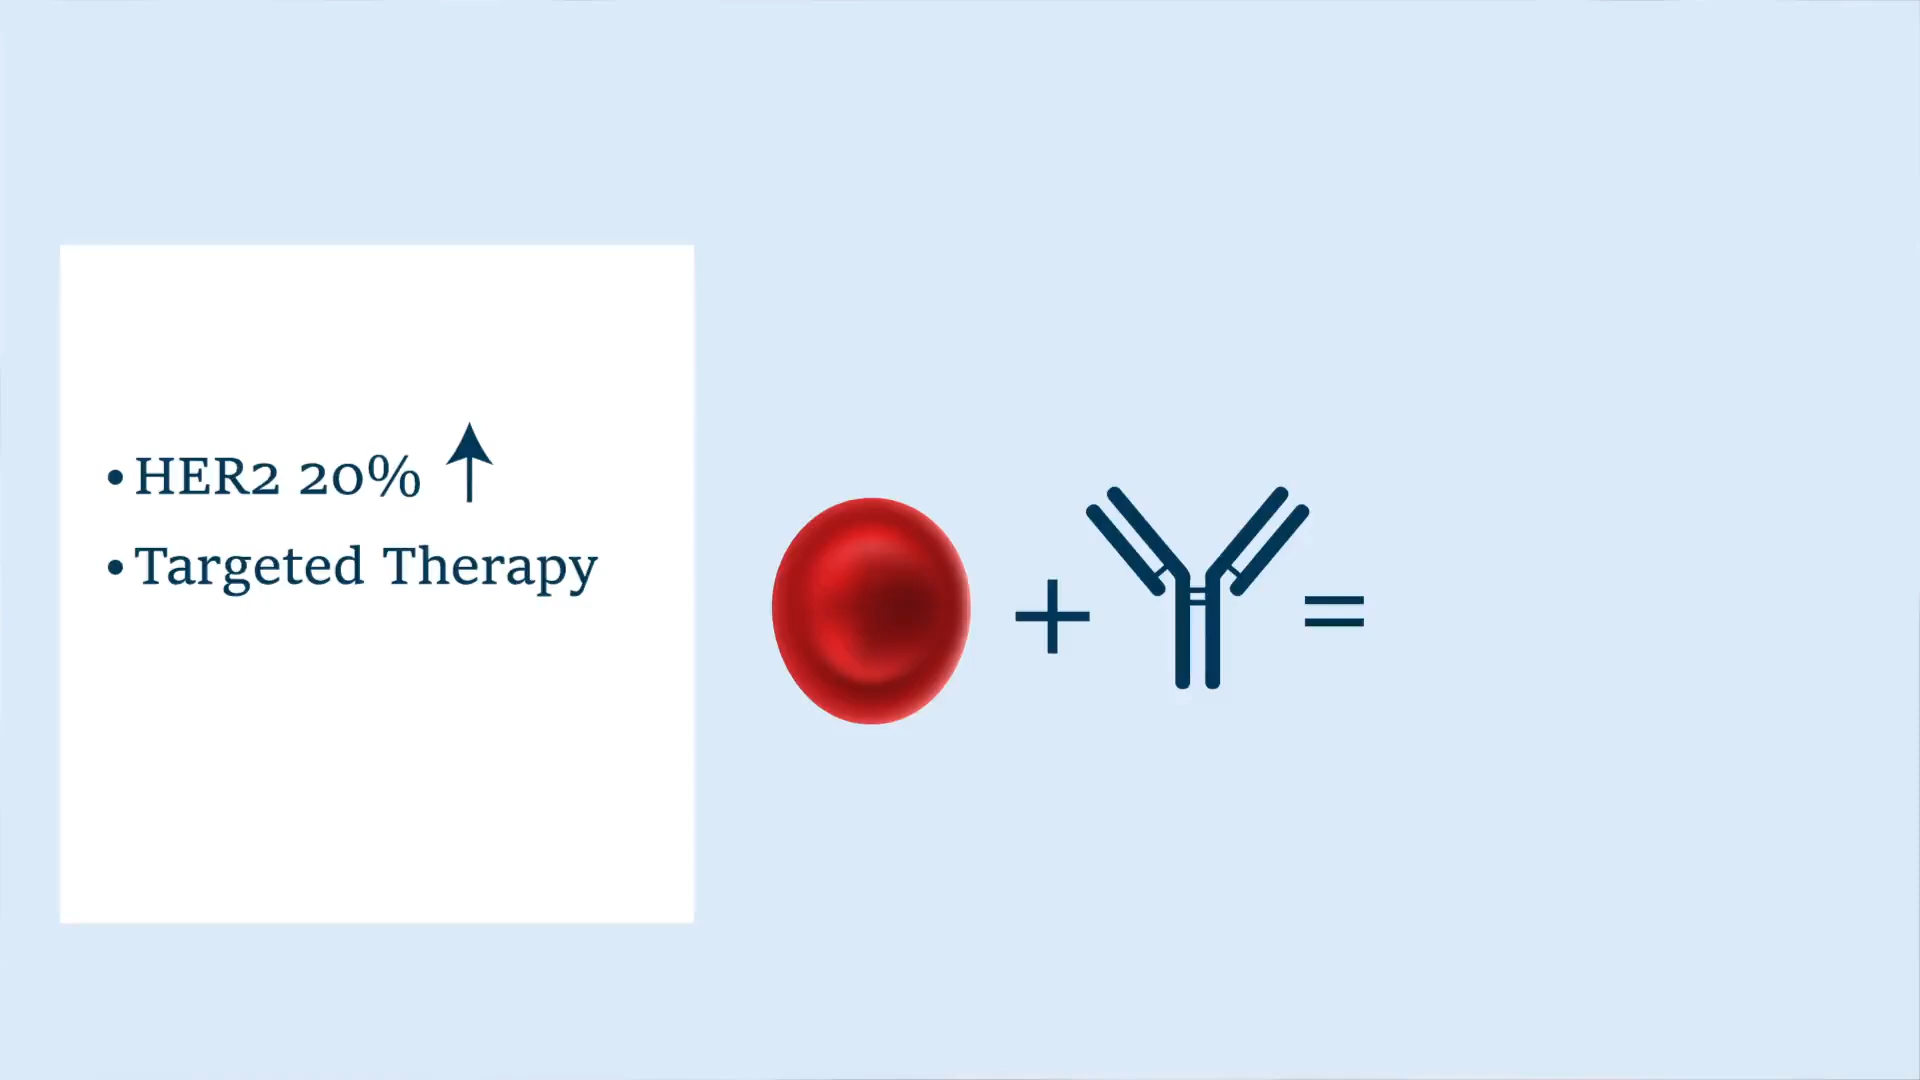 • HER2 20% ↑
• Targeted Therapy
+ =